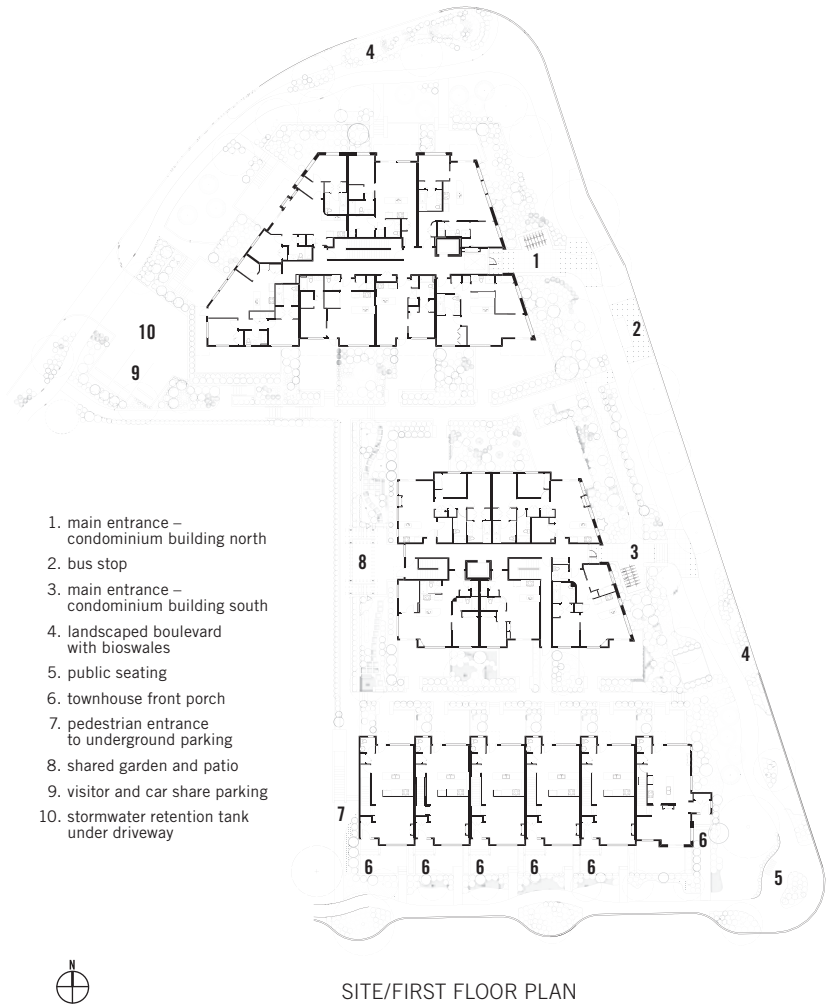 4
1
2
10
9
1. main entrance –
condominium building north
2. bus stop
3. main entrance –
condominium building south
4. landscaped boulevard
with bioswales
5. public seating
6. townhouse front porch
7. pedestrian entrance
to underground parking
8. shared garden and patio
9. visitor and car share parking
10. stormwater retention tank
under driveway
3
8
4
7
6
6 6 6 6 6
5
N
SITE/FIRST FLOOR PLAN